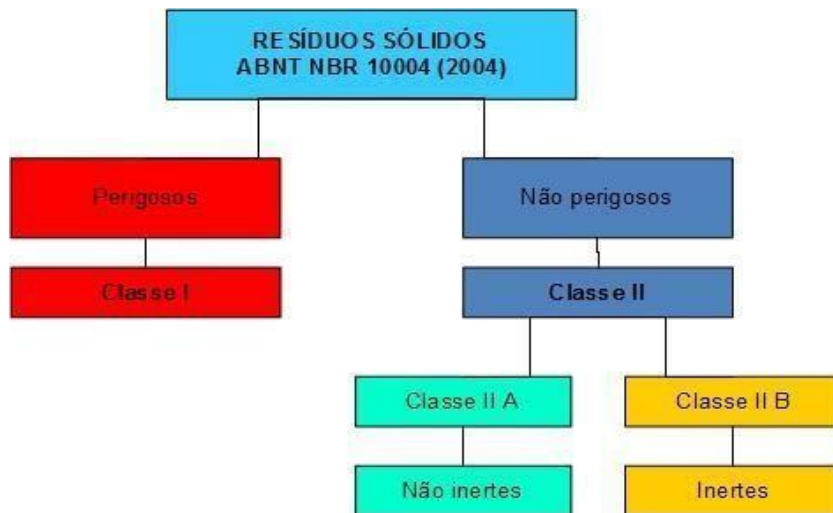 RESÍDUOS SÓLIDOS
ABNT NBR 10004 (2004)
Perigosos
Não perigosos
Classe I
Classe II
Classe II A
Classe II B
Não inertes
Inertes